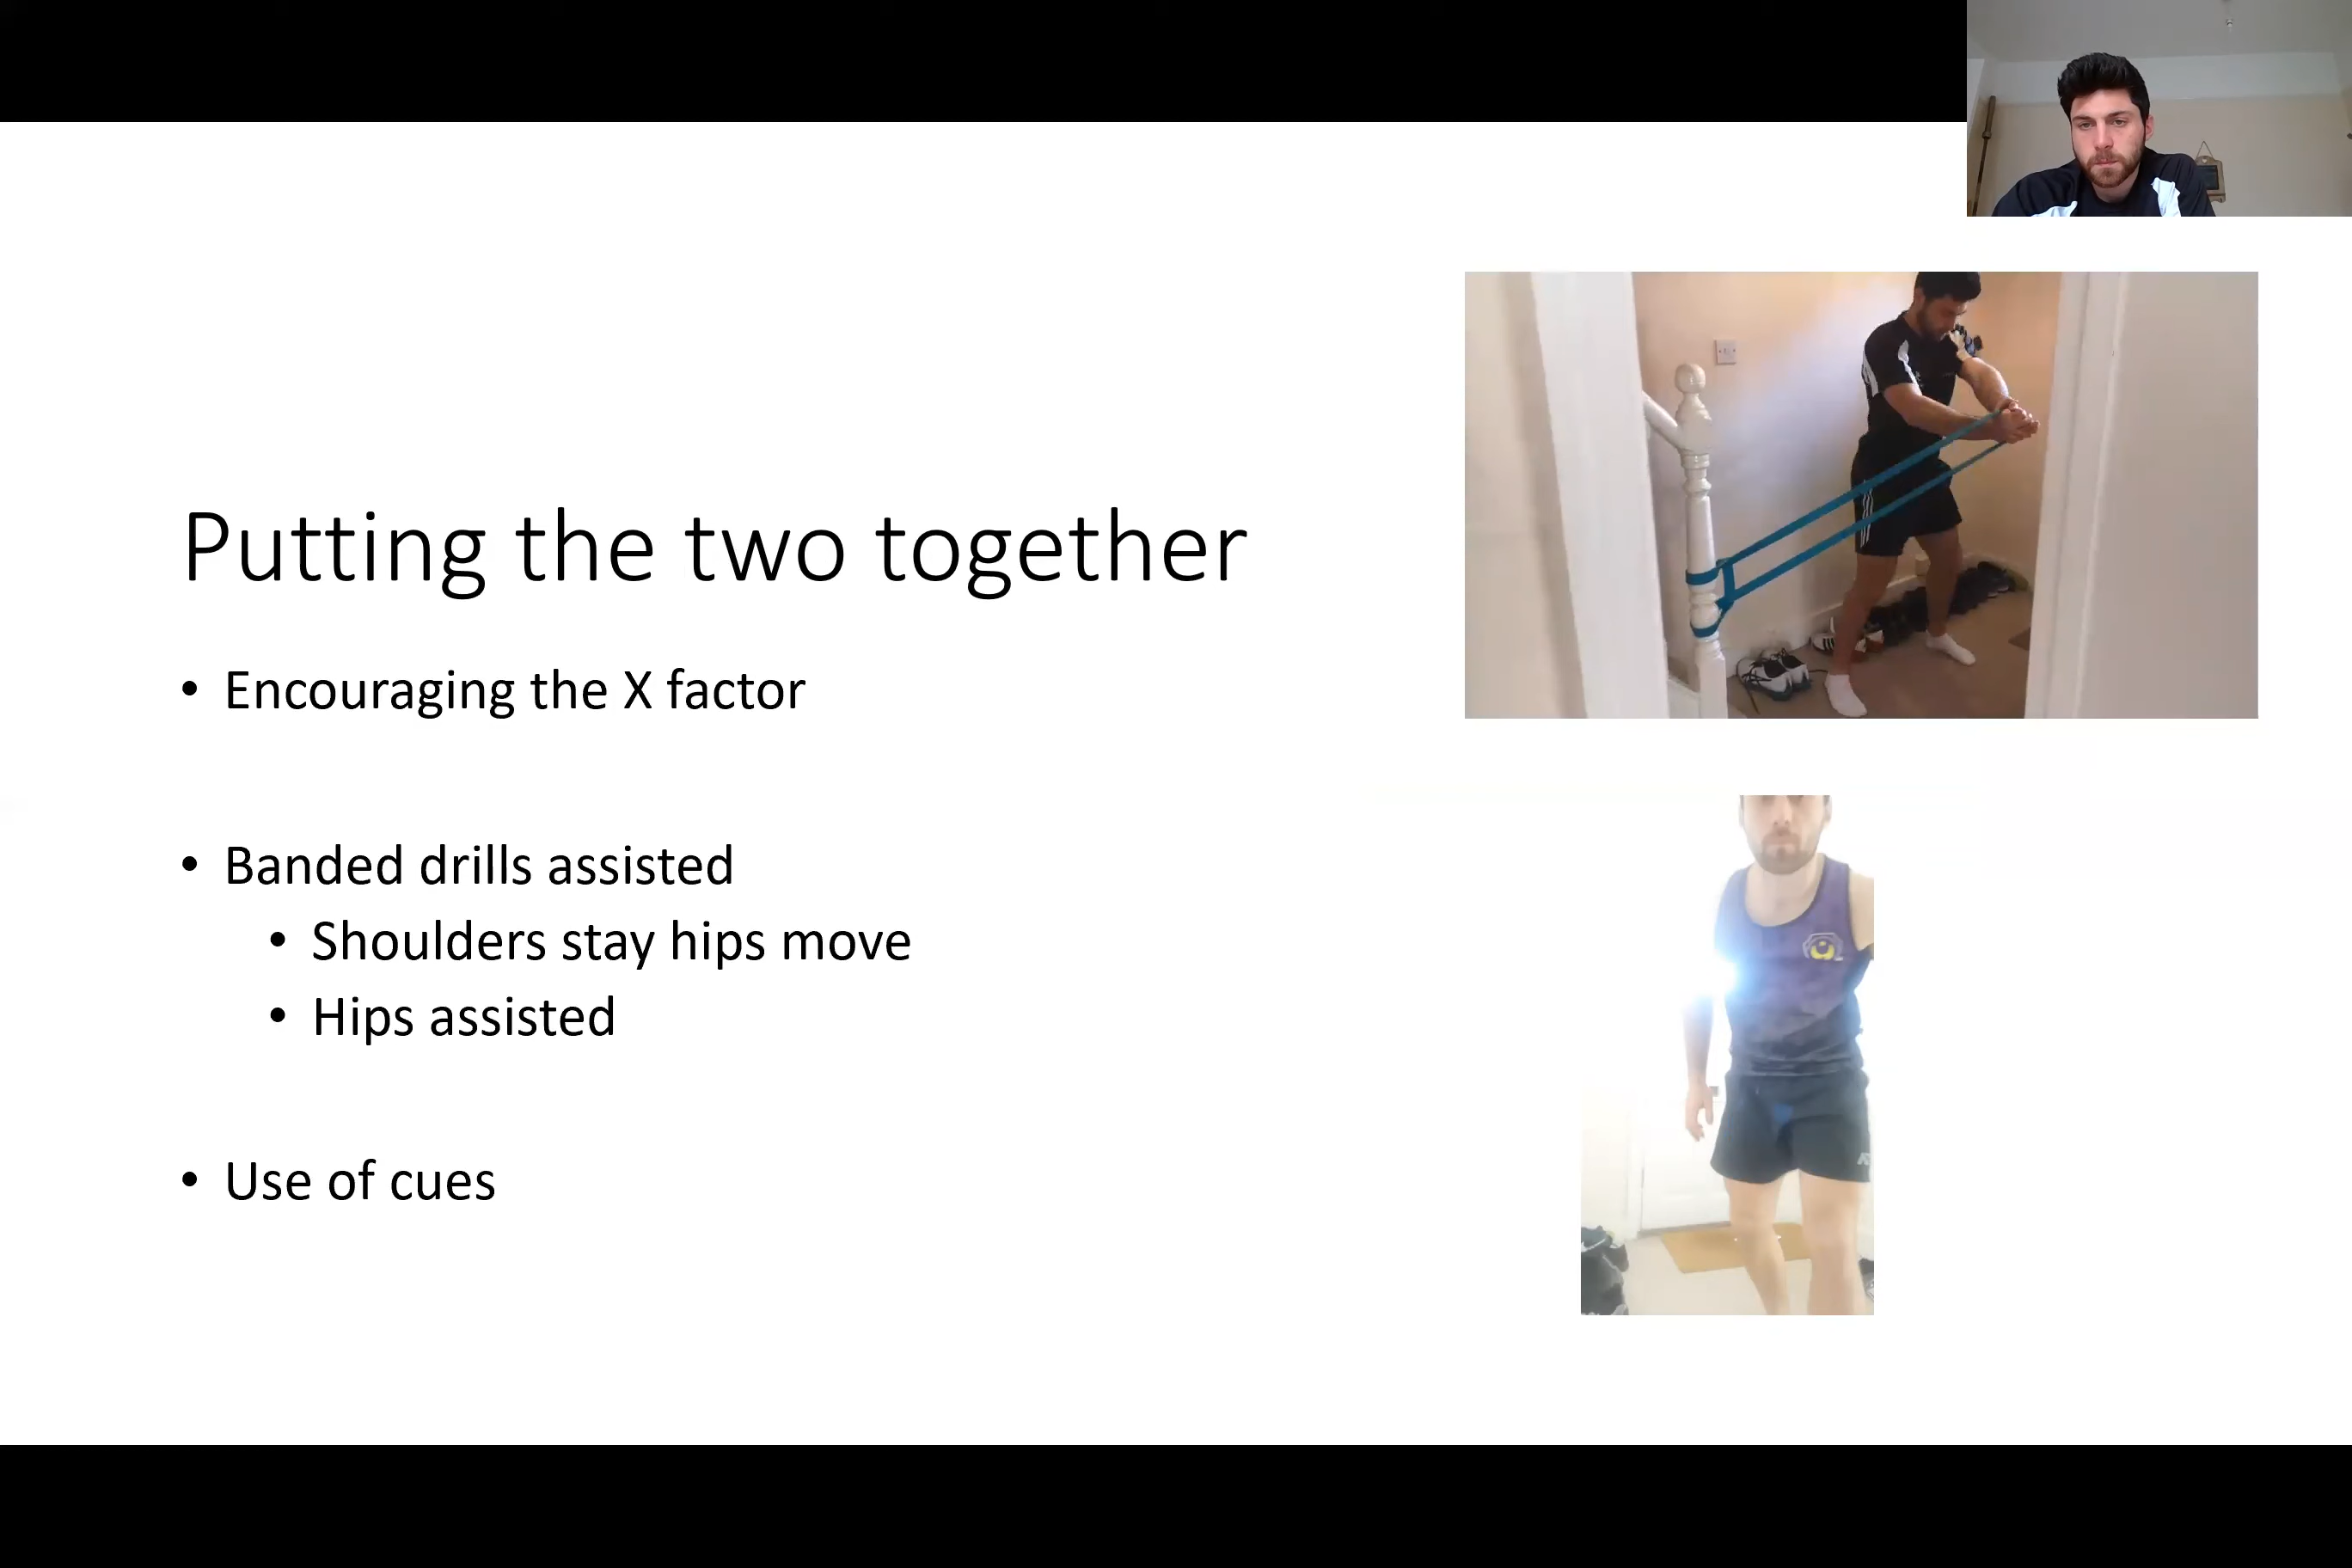 Putting the two together
• Encouraging the X factor
• Banded drills assisted
• Shoulders stay hips move
• Hips assisted
• Use of cues